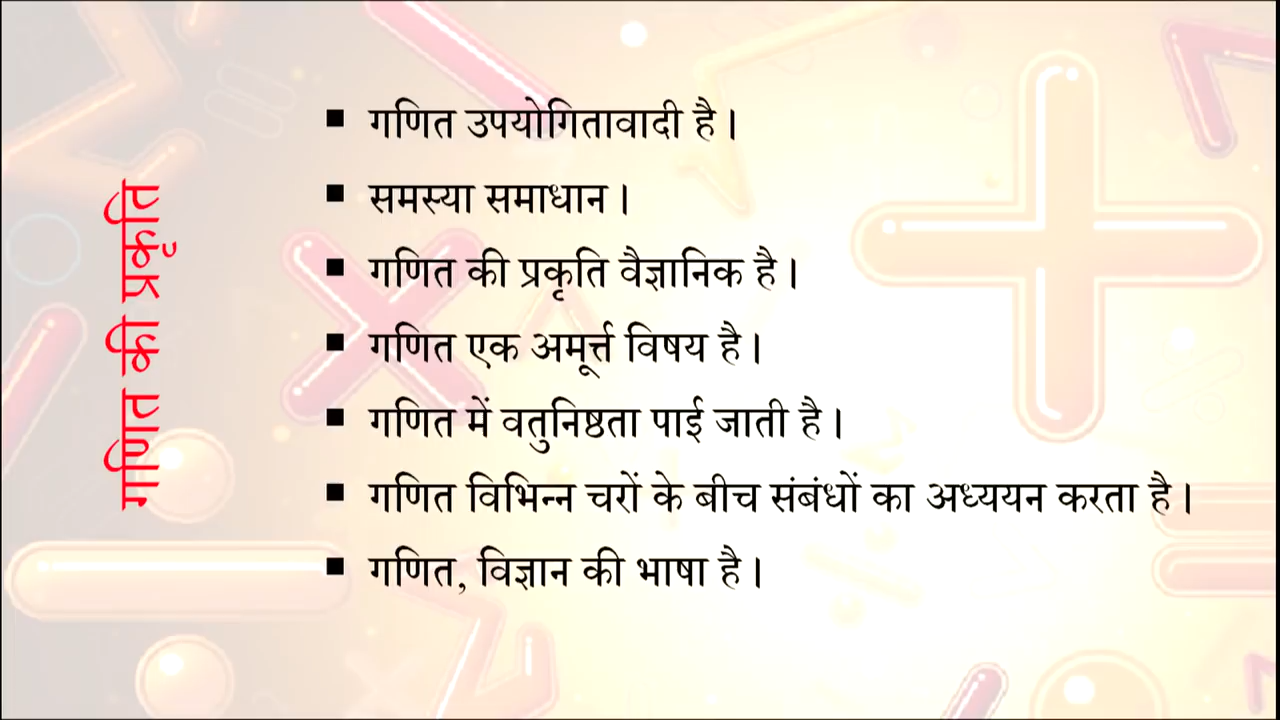 गणित की प्रकृति
▪ गणित उपयोगितावादी है।
▪ समस्या समाधान।
▪ गणित की प्रकृति वैज्ञानिक है।
▪ गणित एक अमूर्त्त विषय है।
▪ गणित में वतुनिष्ठता पाई जाती है।
▪ गणित विभिन्न चरों के बीच संबंधों का अध्ययन करता है।
▪ गणित, विज्ञान की भाषा है।